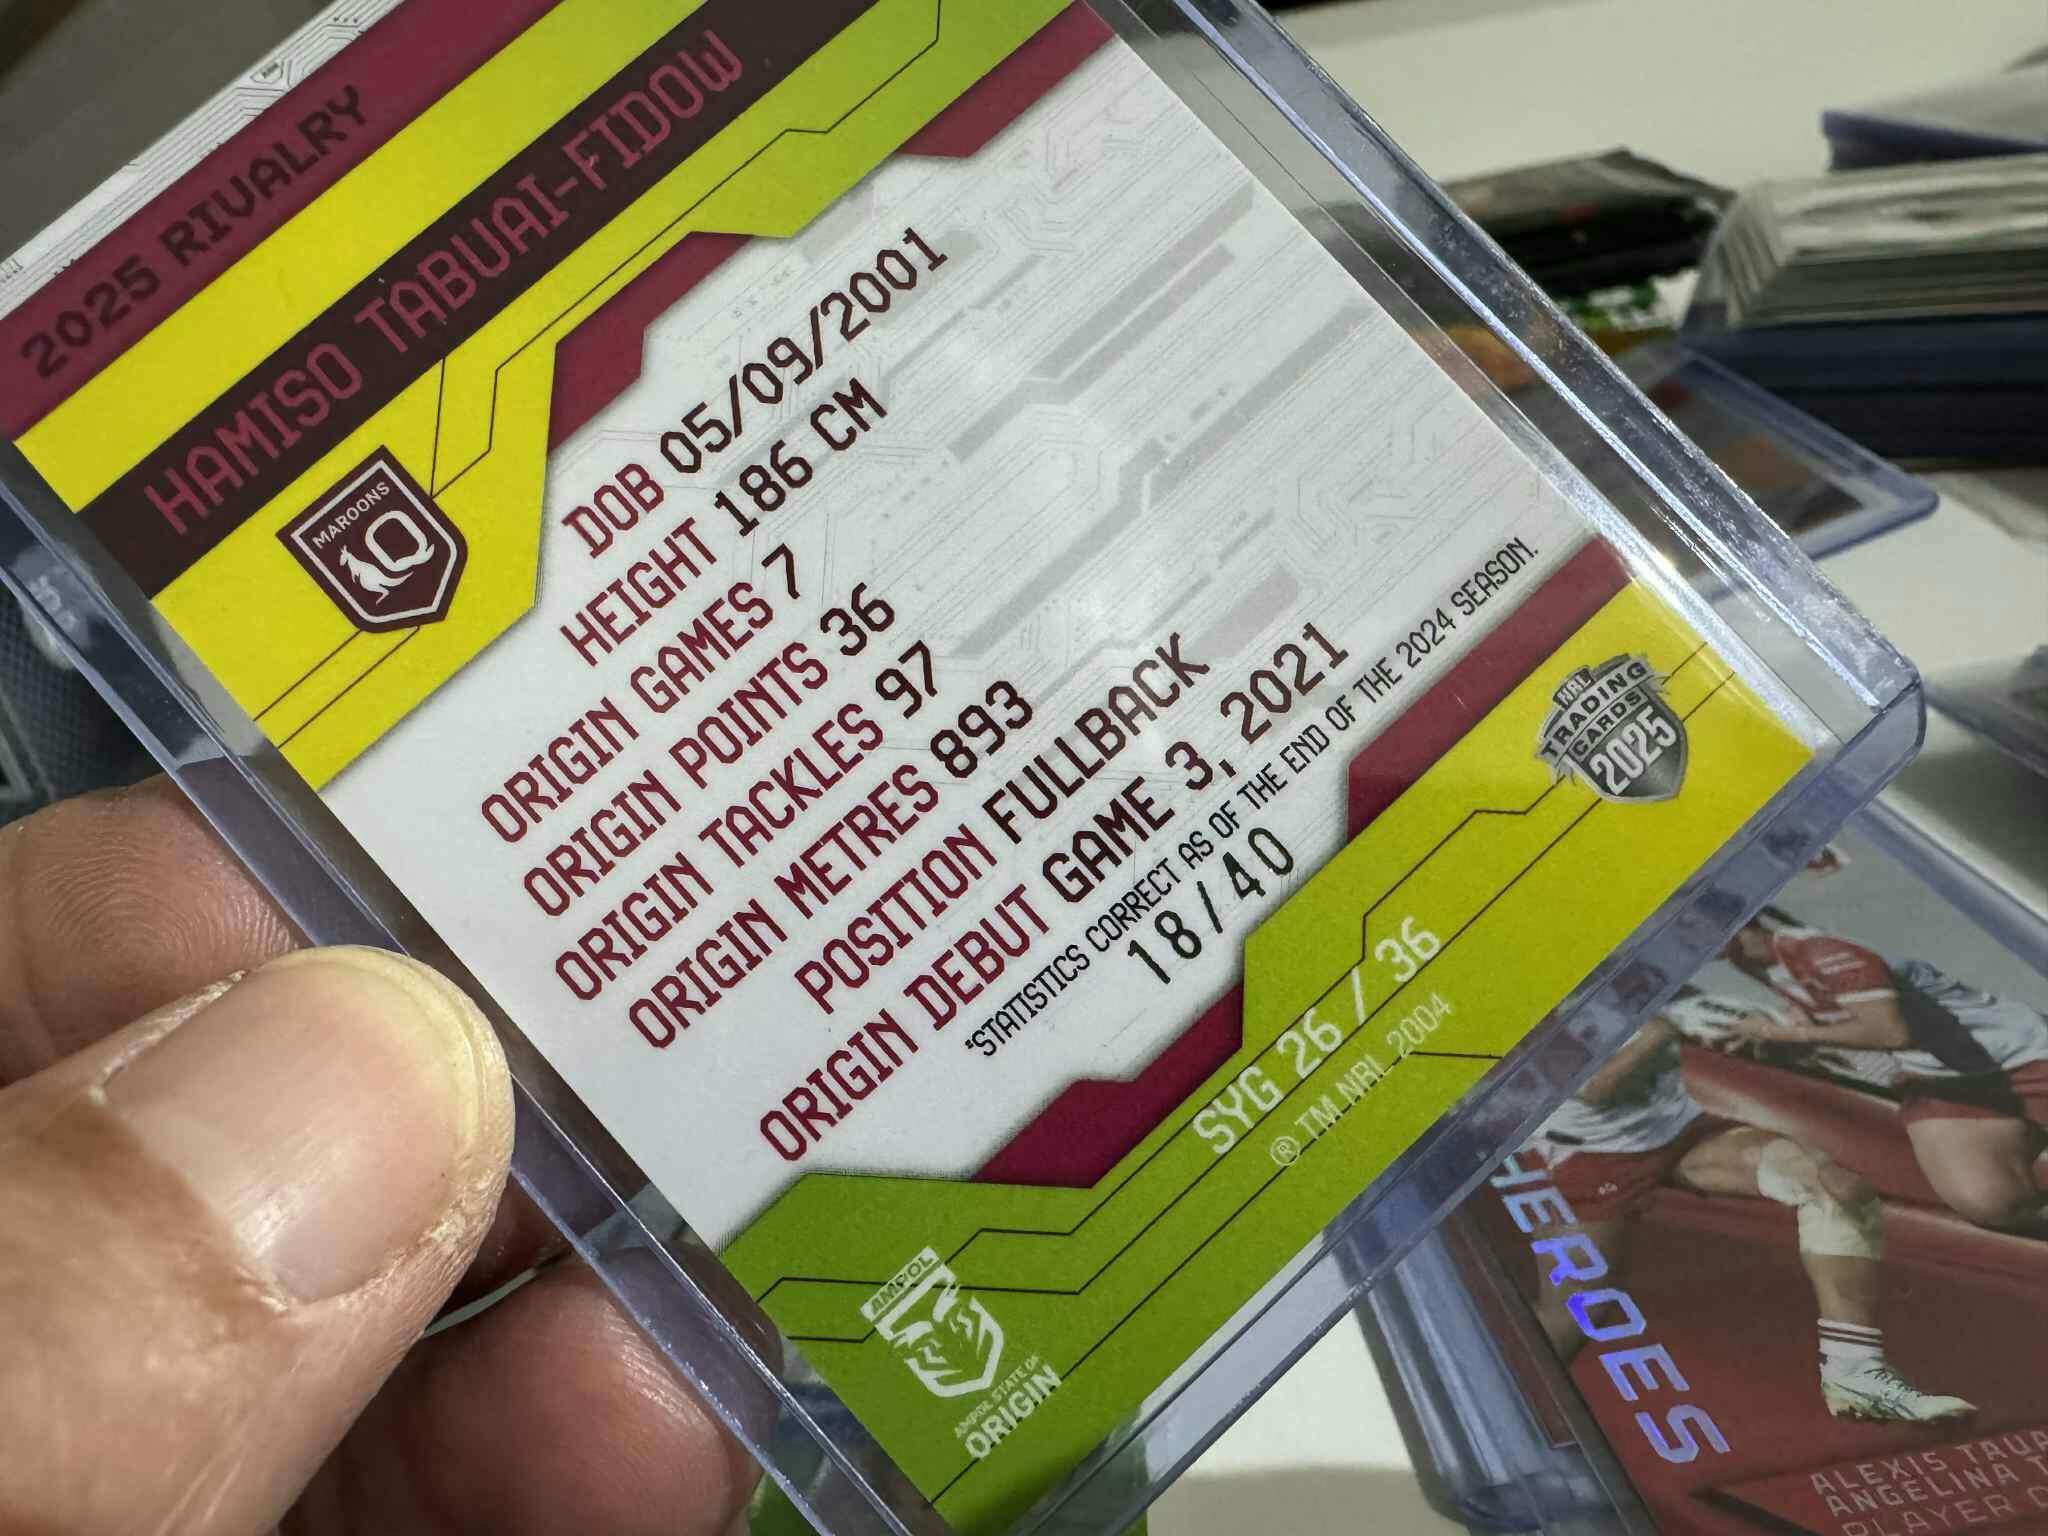 2025 RIVALRY
HAMISO TABUAI-FIDOW
MAROONS
Q
DOB 05/09/2001
HEIGHT 186 CM
ORIGIN GAMES 7
ORIGIN POINTS 36
ORIGIN TACKLES 97
ORIGIN METRES 893
POSITION FULLBACK
ORIGIN DEBUT GAME 3, 2021
*STATISTICS CORRECT AS OF THE END OF THE 2024 SEASON.
18/40
NRL
TRADING
CARDS
2025
SYG 26 / 36
® TM NRL 2004
AMPOL
AMPOL STATE OF
ORIGIN
HEROES
ALEXIS
ANGELINA
PLAYER